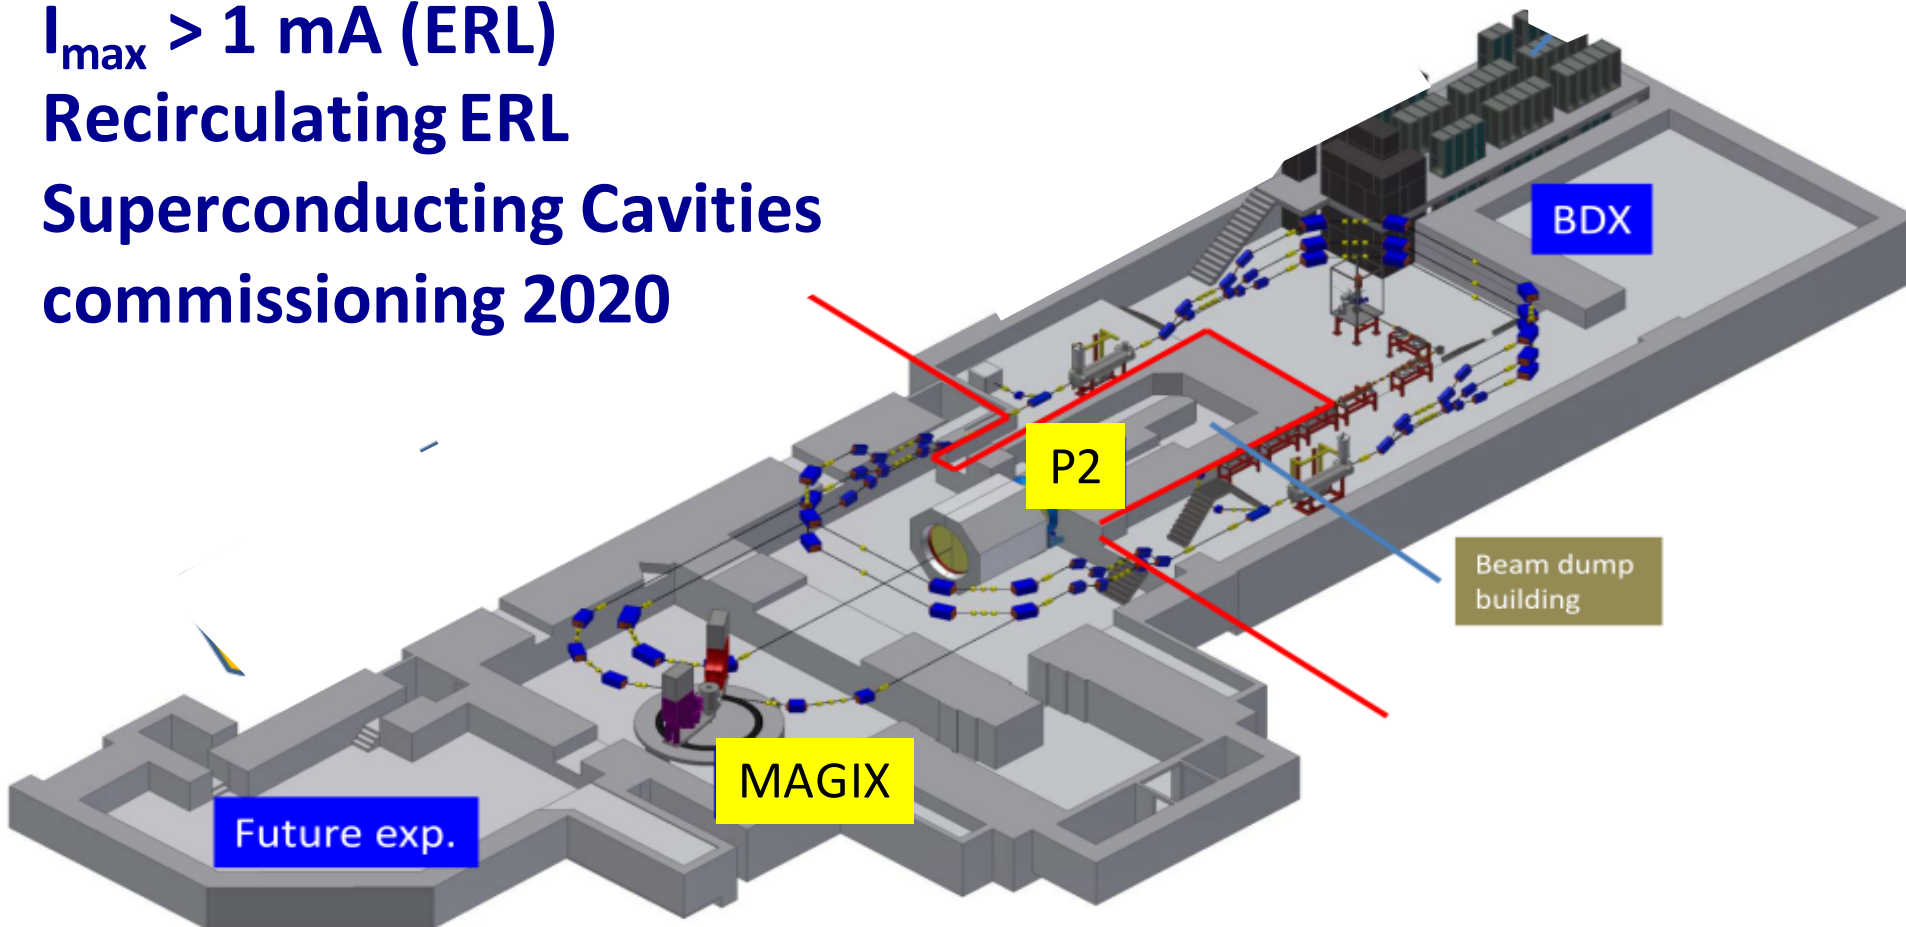 Imax > 1 mA (ERL)
Recirculating ERL
Superconducting Cavities
commissioning 2020
BDX
P2
Beam dump
building
MAGIX
Future exp.